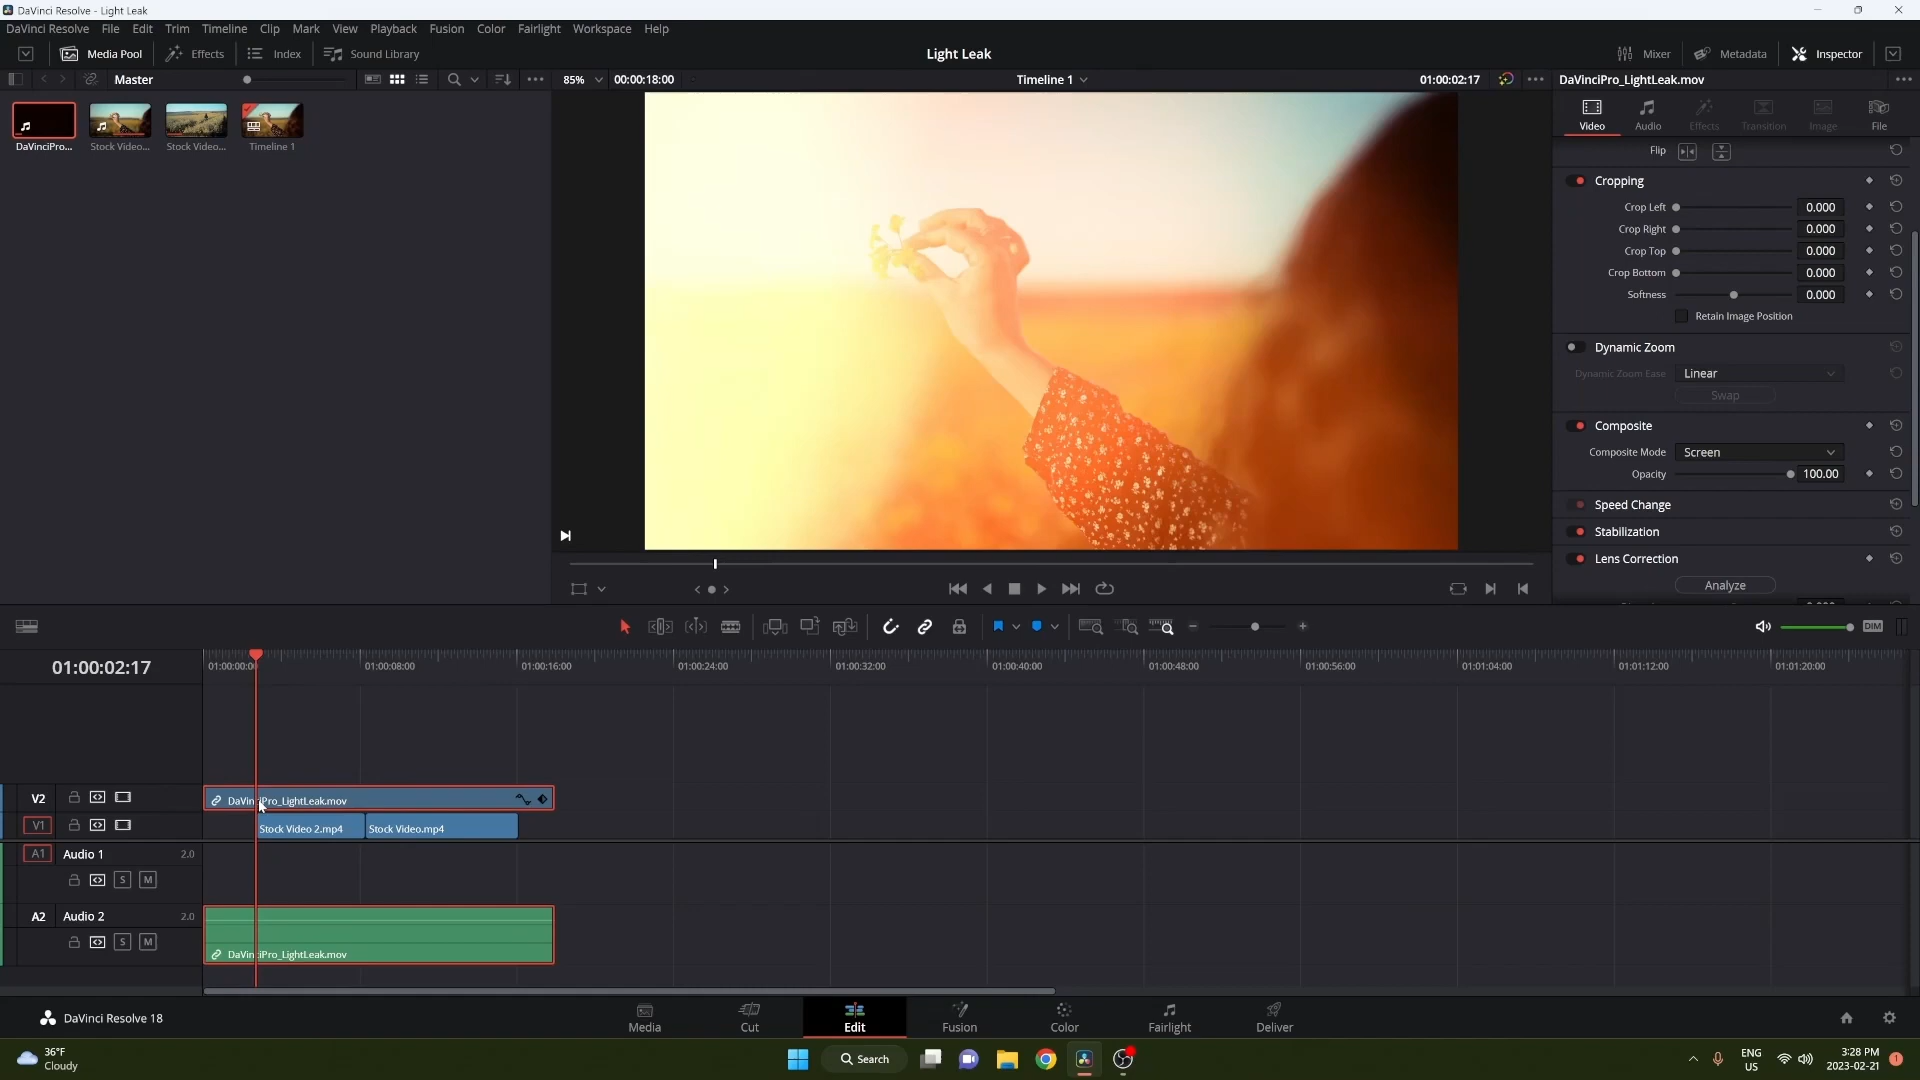 DaVinci Resolve - Light Leak
DaVinci Resolve File Edit Trim Timeline Clip Mark View Playback Fusion Color Fairlight Workspace Help
Media Pool Effects Index Sound Library Light Leak Mixer Metadata Inspector
Master 85% 00:00:18:00 Timeline 1 01:00:02:17 DaVinciPro_LightLeak.mov
Video Audio Effects Transition Image File
DaVinciPro... Stock Video... Stock Video... Timeline 1
Flip
Cropping
Crop Left 0.000
Crop Right 0.000
Crop Top 0.000
Crop Bottom 0.000
Softness 0.000
Retain Image Position
Dynamic Zoom
Dynamic Zoom Ease Linear
Swap
Composite
Composite Mode Screen
Opacity 100.00
Speed Change
Stabilization
Lens Correction
Analyze
DIM
01:00:02:17 01:00:00:00 01:00:08:00 01:00:16:00 01:00:24:00 01:00:32:00 01:00:40:00 01:00:48:00 01:00:56:00 01:01:04:00 01:01:12:00 01:01:20:00
V2 DaVinciPro_LightLeak.mov
V1 Stock Video 2.mp4 Stock Video.mp4
A1 Audio 1 2.0
S M
A2 Audio 2 2.0
S M
DaVinciPro_LightLeak.mov
DaVinci Resolve 18 Media Cut Edit Fusion Color Fairlight Deliver
36°F
Cloudy
Search
ENG
US
3:28 PM
2023-02-21
1